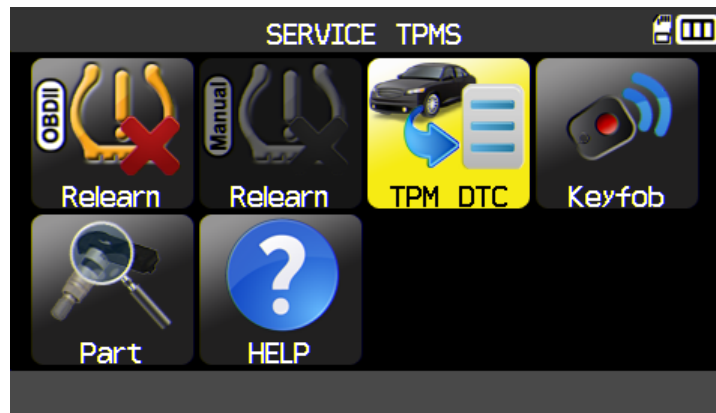 SERVICE TPMS
OBDII
Relearn
Manual
Relearn
TPM DTC
Keyfob
Part
?
HELP